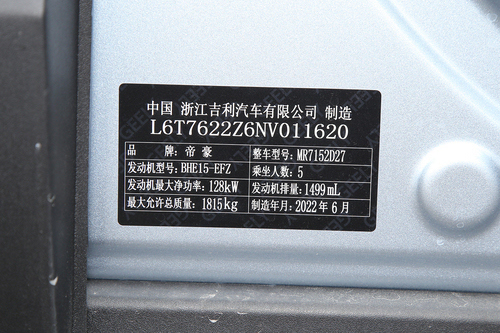 中国 浙江吉利汽车有限公司 制造
L6T7622Z6NV011620
品牌:帝豪 整车型号:MR7152D27
发动机型号:BHE15-EFZ 乘坐人数:5
发动机最大净功率:128kW 发动机排量:1499mL
最大允许总质量:1815kg 制造年月:2022年6月